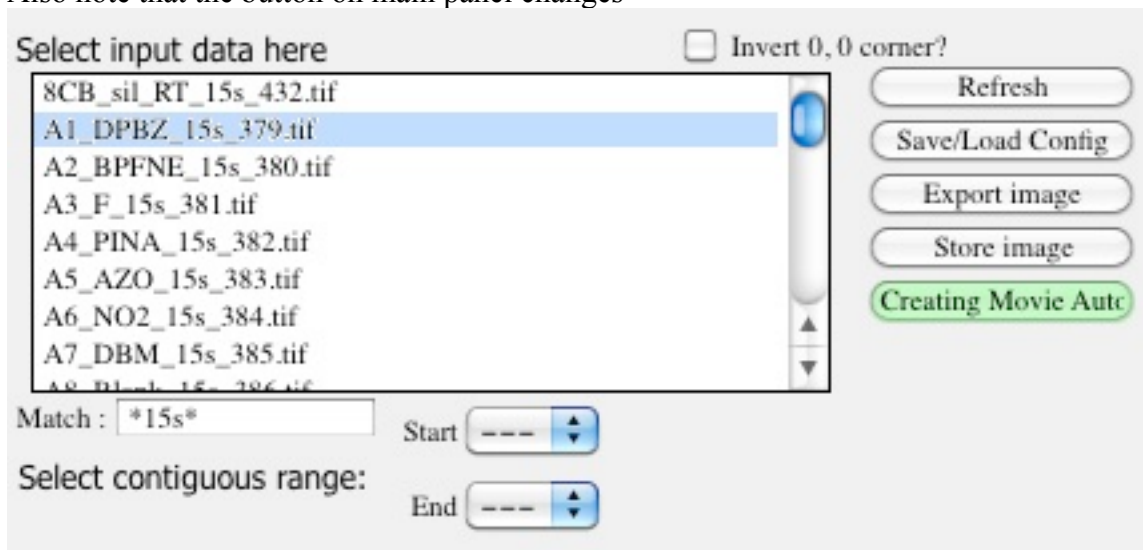 Also note that the button on main panel changes
Select input data here
Invert 0, 0 corner?
8CB_sil_RT_15s_432.tif
A1_DPBZ_15s_379.tif
A2_BPFNE_15s_380.tif
A3_F_15s_381.tif
A4_PINA_15s_382.tif
A5_AZO_15s_383.tif
A6_NO2_15s_384.tif
A7_DBM_15s_385.tif
A8_Blank_15s_386.tif
Refresh
Save/Load Config
Export image
Store image
Creating Movie Autc
Match : *15s*
Start ---
Select contiguous range:
End ---